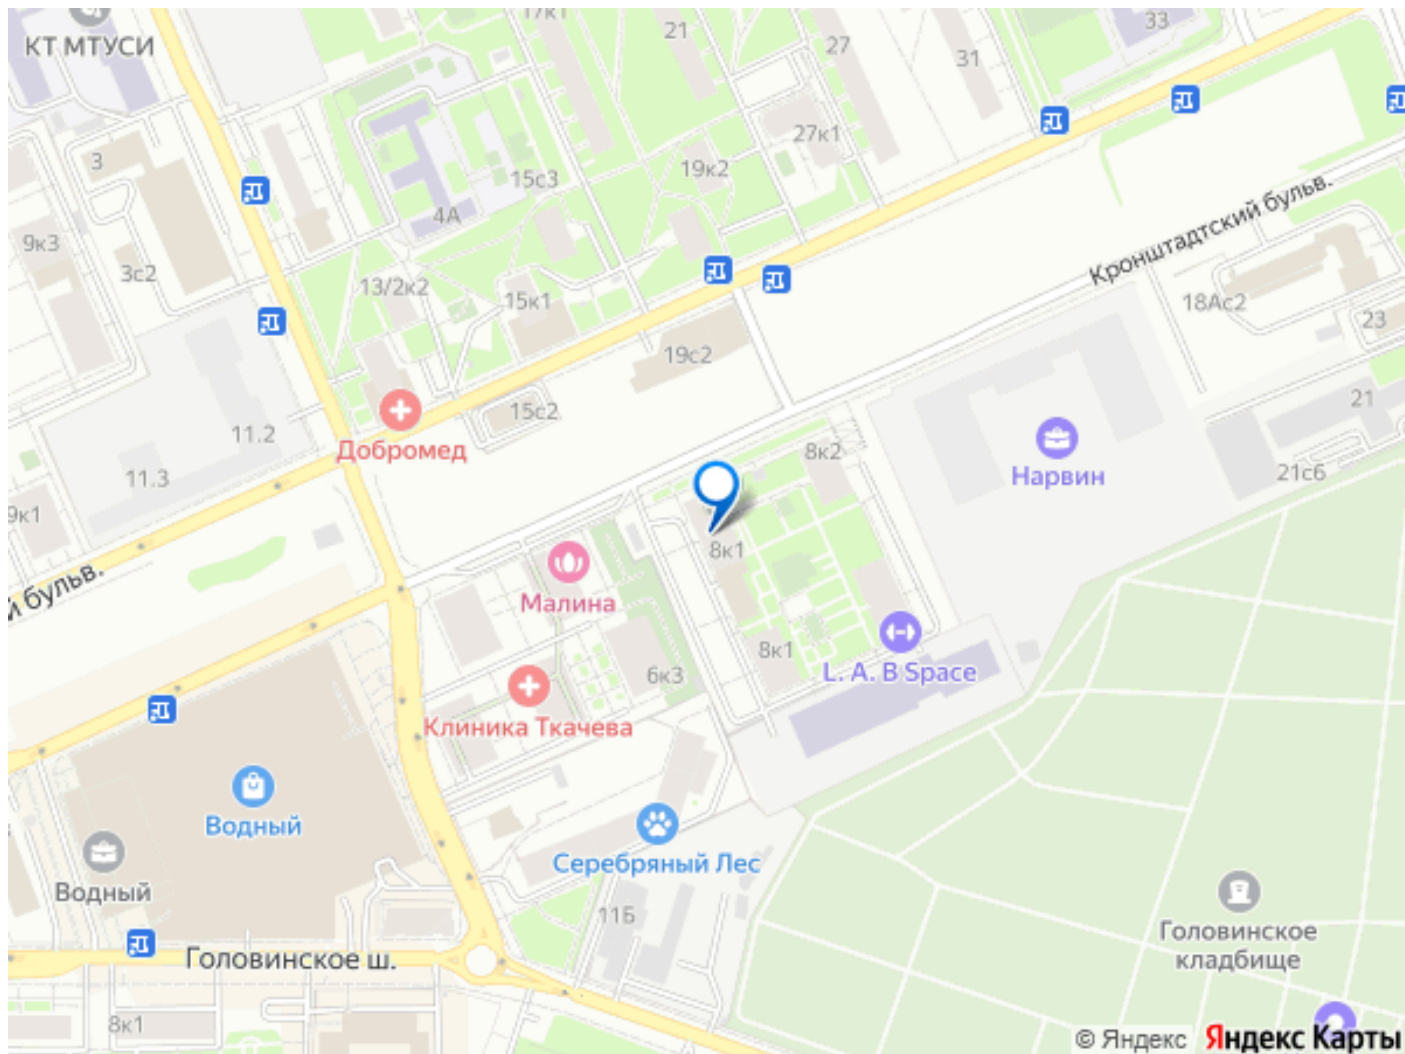 КТ МТУСИ
17к1
21
27
33
31
27к1
3
15с3
19к2
4А
9к3
3с2
Кронштадтский бульв.
13/2к2
15к1
18Ас2
23
19с2
15с2
21
11.2
Добромед
8к2
Нарвин
21с6
11.3
9к1
8к1
й бульв.
Малина
8к1
6к3
L. A. B Space
Клиника Ткачева
Водный
Серебряный Лес
Водный
11Б
Головинское
кладбище
Головинское ш.
8к1
© Яндекс Яндекс Карты